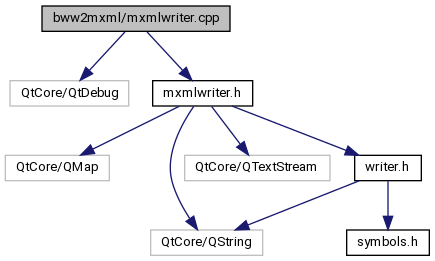 bww2mxml/mxmlwriter.cpp
QtCore/QtDebug
mxmlwriter.h
QtCore/QMap
QtCore/QTextStream
writer.h
QtCore/QString
symbols.h